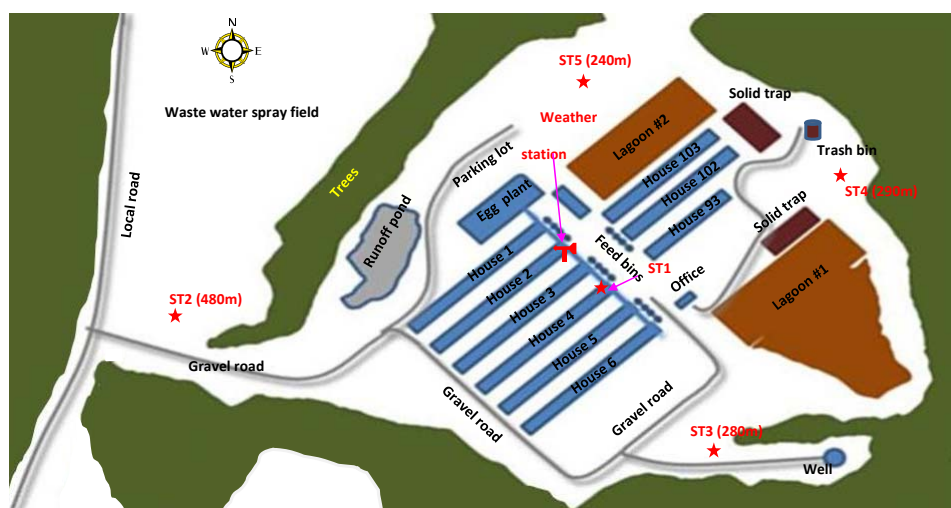 N
W
E
S
ST5 (240m)
Waste water spray field
Weather
station
Solid trap
Lagoon #2
Trash bin
Parking lot
House 103
House 102
House 93
ST4 (290m)
Trees
Local road
Egg plant
Solid trap
Runoff pond
Feed bins
House 1
House 2
House 3
House 4
House 5
House 6
ST1
Office
Lagoon #1
ST2 (480m)
Gravel road
Gravel road
Gravel road
ST3 (280m)
Well